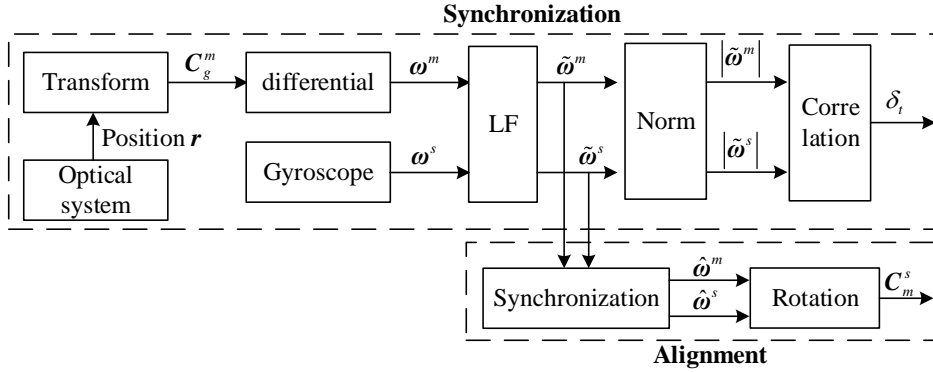 Synchronization
Transform
C_g^m
differential
ω^m
LF
ω̃^m
Norm
|ω̃^m|
Corre
lation
δ_t
Position r
Optical
system
Gyroscope
ω^s
ω̃^s
|ω̃^s|
Synchronization
ω̂^m
ω̂^s
Rotation
C_m^s
Alignment